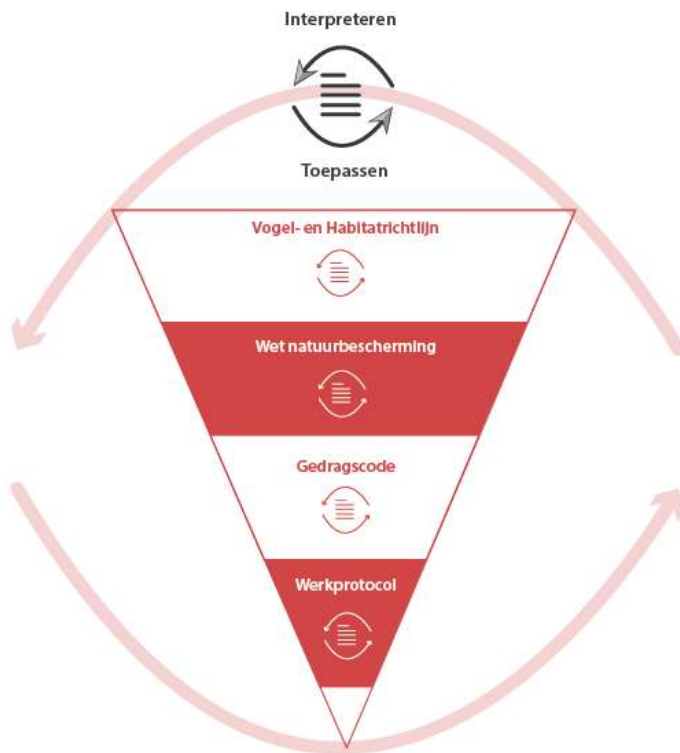 Interpreteren
Toepassen
Vogel- en Habitatrichtlijn
Wet natuurbescherming
Gedragscode
Werkprotocol